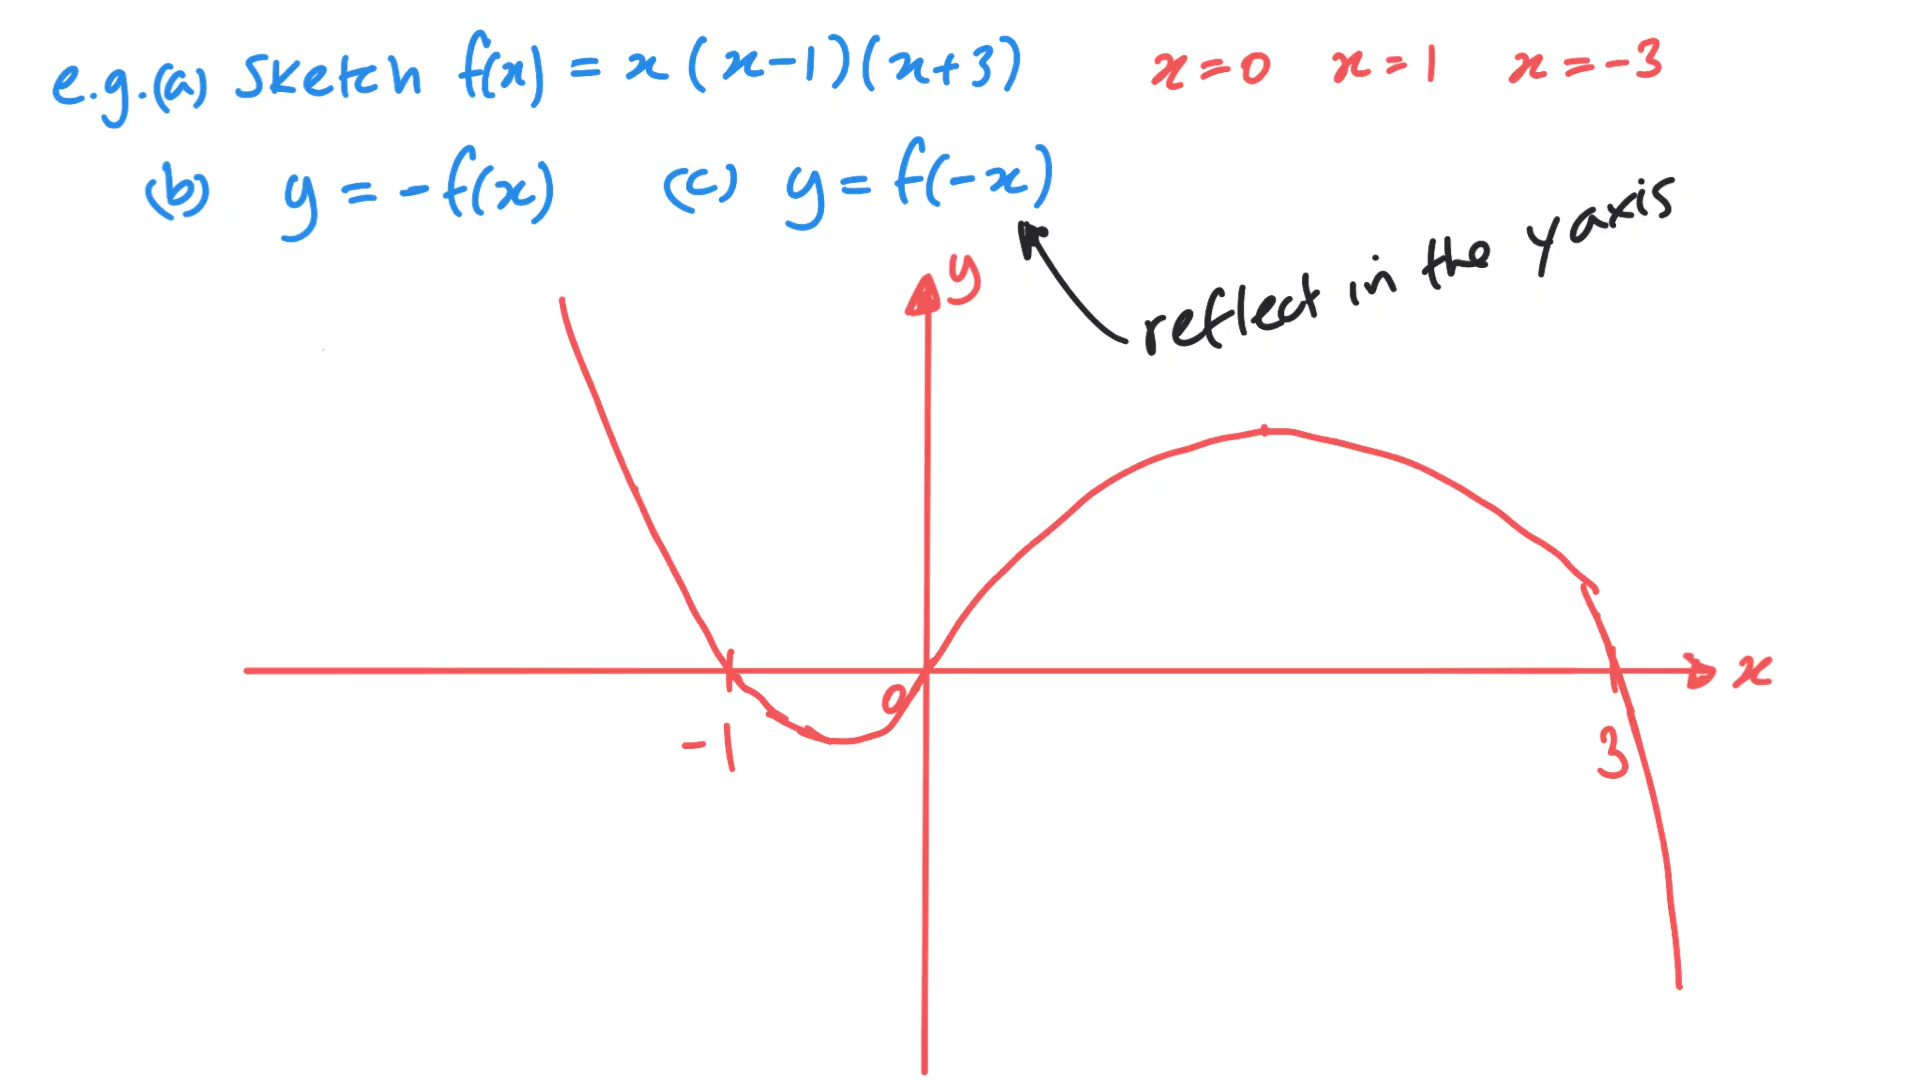 e.g.(a) Sketch f(x) = x(x-1)(x+3) x=0 x=1 x=-3
(b) y = -f(x) (c) y = f(-x)
reflect in the y axis
y
x
0
-1
3